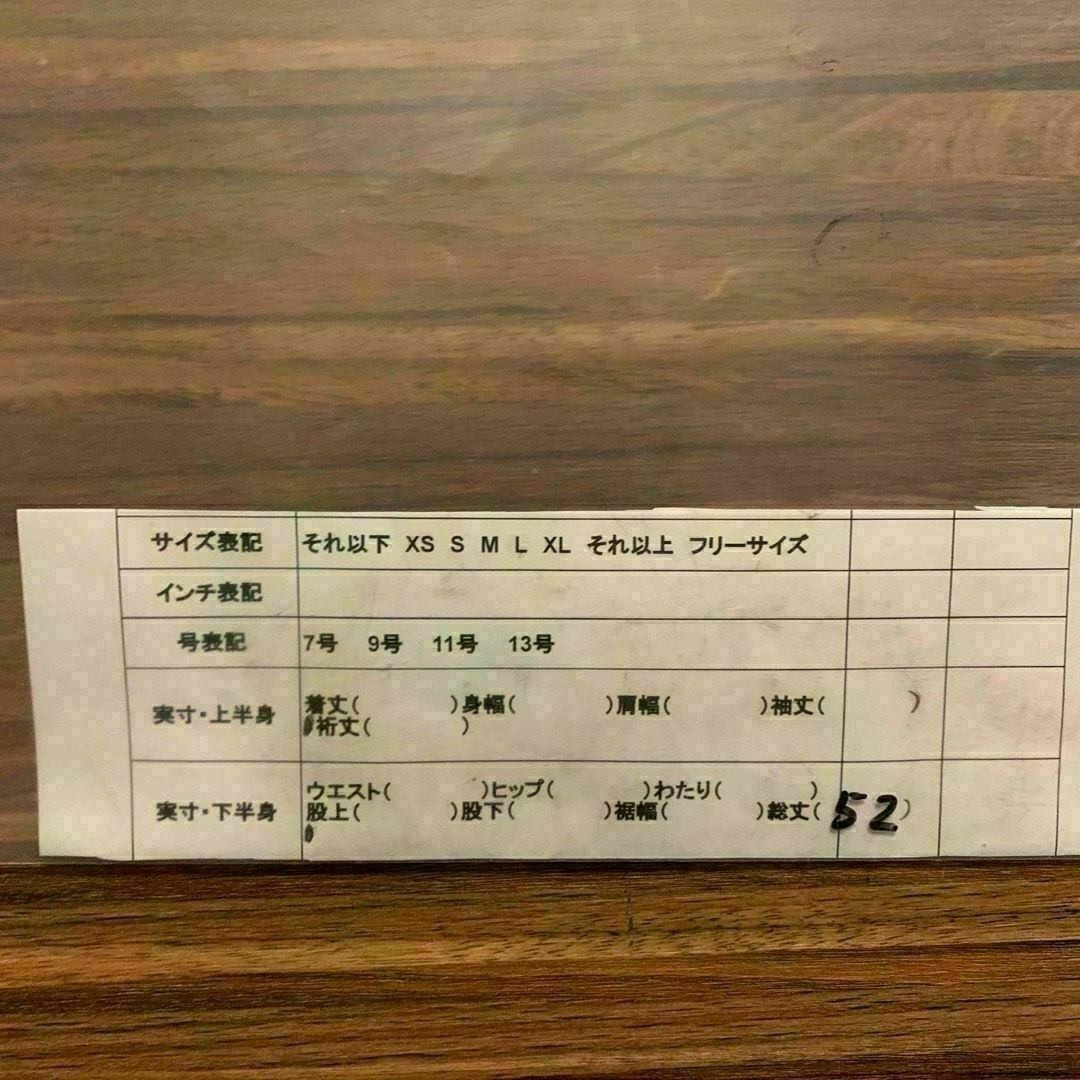 サイズ表記 それ以下 XS S M L XL それ以上 フリーサイズ
インチ表記
号表記 7号 9号 11号 13号
実寸・上半身 着丈( )身幅( )肩幅( )袖丈( )
裄丈( )
実寸・下半身 ウエスト( )ヒップ( )わたり( )
股上( )股下( )裾幅( )総丈( 52 )